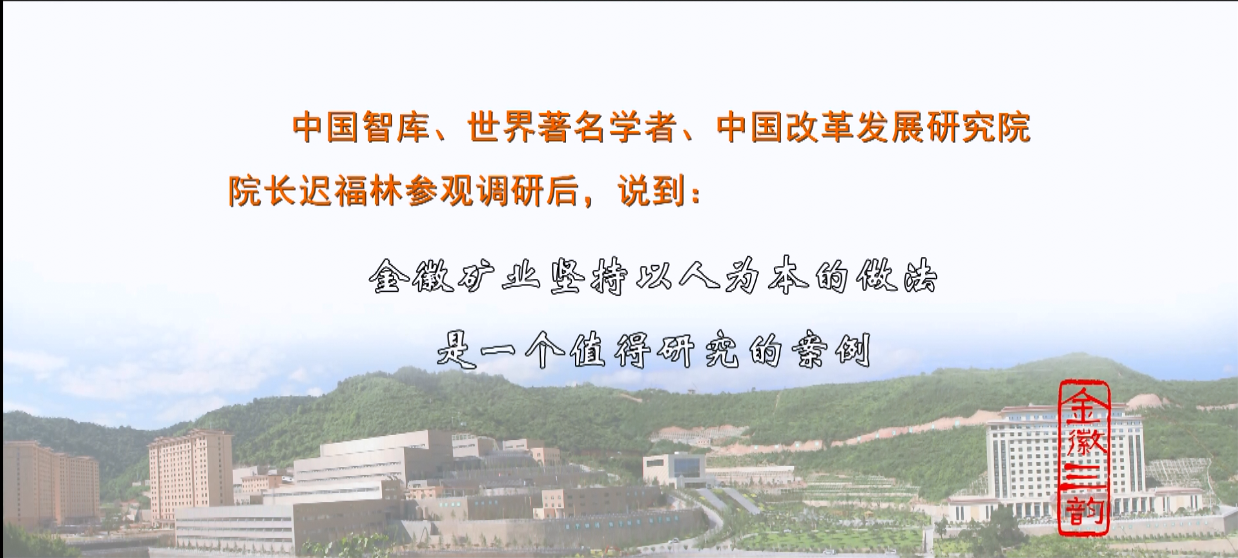 中国智库、世界著名学者、中国改革发展研究院
院长迟福林参观调研后，说到：
金徽矿业坚持以人为本的做法
是一个值得研究的案例
金徽三韵